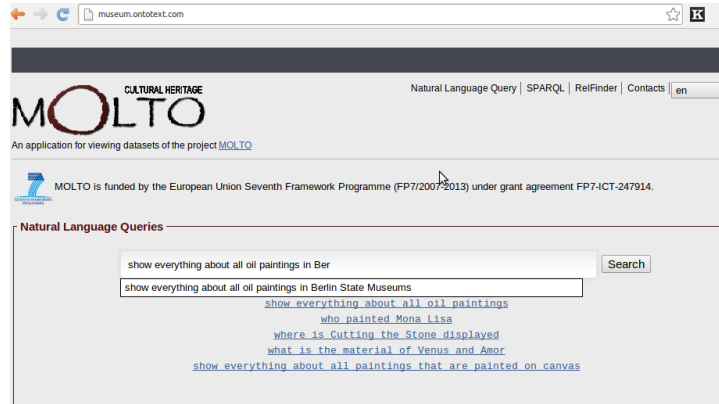 museum.ontotext.com
K
CULTURAL HERITAGE
MOLTO
Natural Language Query | SPARQL | RelFinder | Contacts | en
An application for viewing datasets of the project MOLTO
7
SEVENTH FRAMEWORK
PROGRAMME
MOLTO is funded by the European Union Seventh Framework Programme (FP7/2007-2013) under grant agreement FP7-ICT-247914.
Natural Language Queries
show everything about all oil paintings in Ber
Search
show everything about all oil paintings in Berlin State Museums
show everything about all oil paintings
who painted Mona Lisa
where is Cutting the Stone displayed
what is the material of Venus and Amor
show everything about all paintings that are painted on canvas